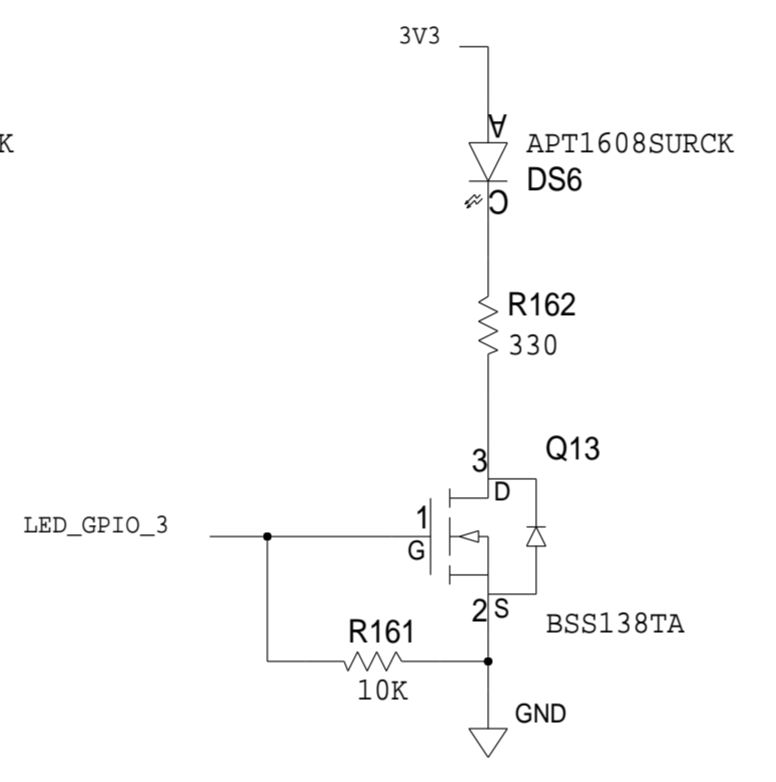 3V3
A
K
APT1608SURCK
DS6
C
R162
330
Q13
3
D
1
LED_GPIO_3
G
2
S
BSS138TA
R161
10K
GND